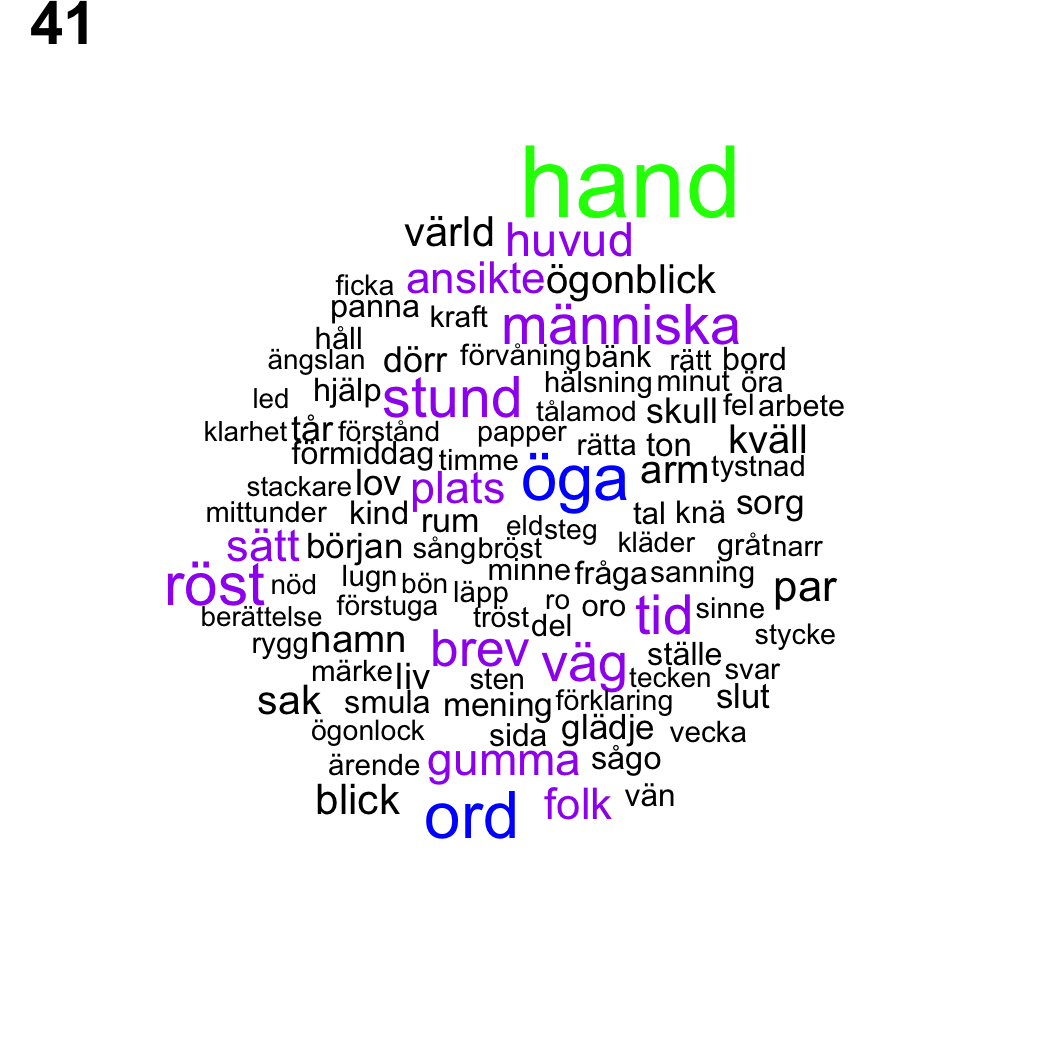 41
hand
värld huvud
ansikte ögonblick
ficka
panna kraft människa
håll
ängslan dörr förvåning bänk rätt bord
led hjälp stund hälsning minut öra
tålamod skull fel arbete
klarhet tår förstånd papper rätta ton kväll
förmiddag timme öga arm tystnad
stackare lov plats
mittunder kind rum eld steg tal knä sorg
sätt början sång bröst kläder gråt narr
röst nöd lugn bön läpp minne fråga sanning par
berättelse förstuga tröst del ro oro tid sinne
rygg namn brev väg ställe stycke
märke liv sten tecken svar
sak smula mening förklaring slut
ögonlock sida glädje vecka
ärende gumma sågo
blick ord folk vän